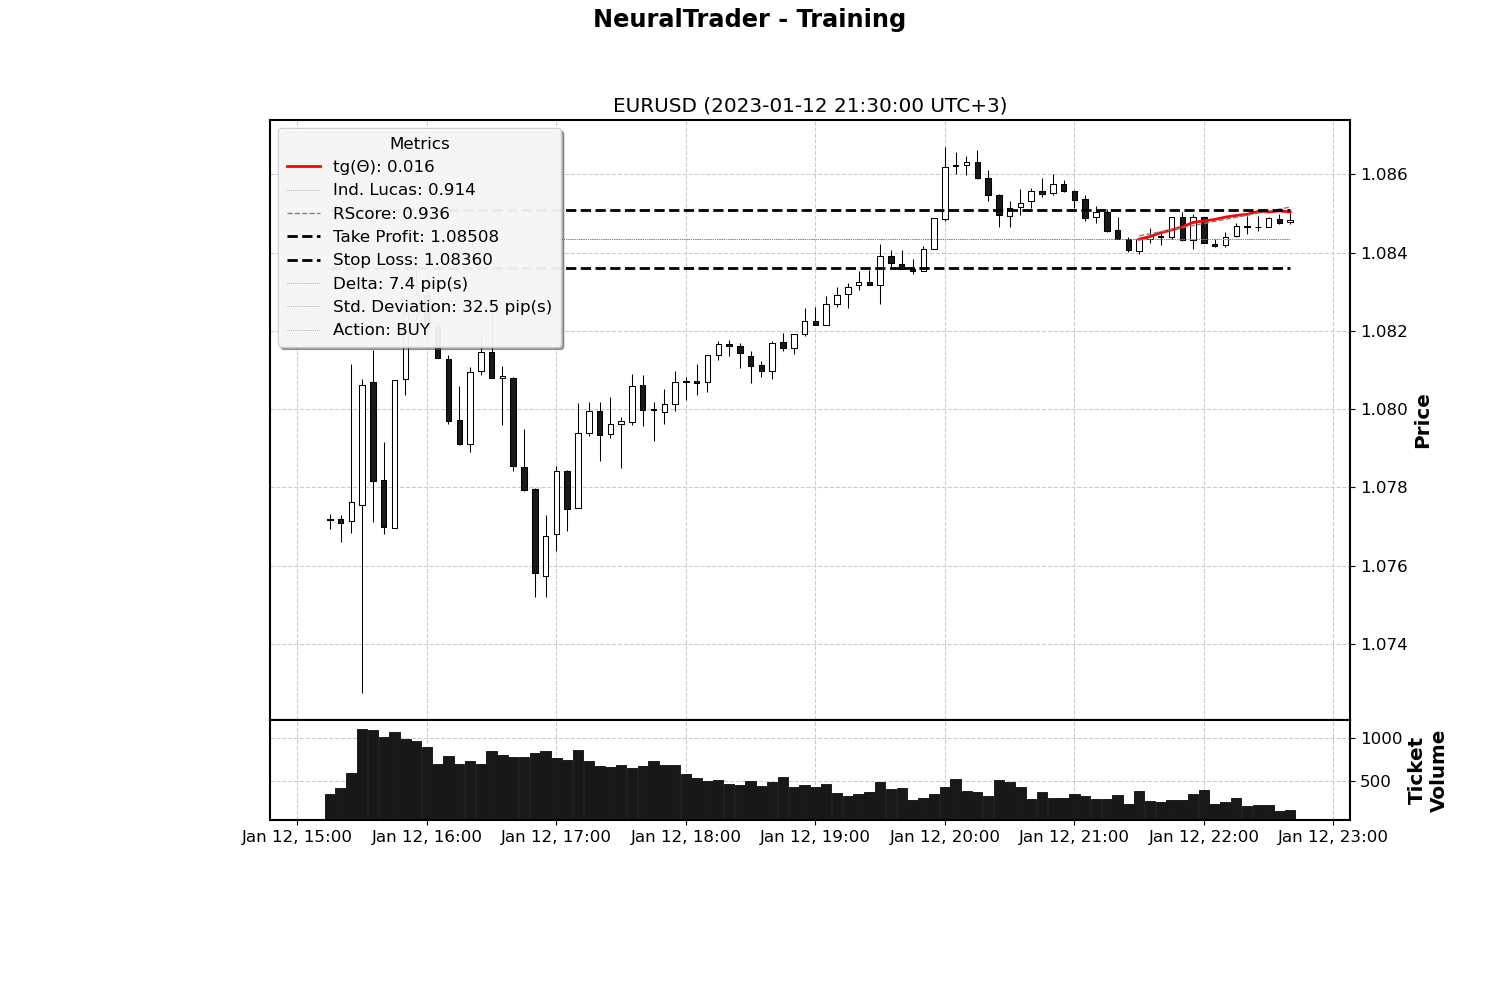 NeuralTrader - Training
EURUSD (2023-01-12 21:30:00 UTC+3)
Metrics
tg(Θ): 0.016
Ind. Lucas: 0.914
RScore: 0.936
Take Profit: 1.08508
Stop Loss: 1.08360
Delta: 7.4 pip(s)
Std. Deviation: 32.5 pip(s)
Action: BUY
1.086
1.084
1.082
1.080
1.078
1.076
1.074
Price
1000
500
Ticket
Volume
Jan 12, 15:00
Jan 12, 16:00
Jan 12, 17:00
Jan 12, 18:00
Jan 12, 19:00
Jan 12, 20:00
Jan 12, 21:00
Jan 12, 22:00
Jan 12, 23:00